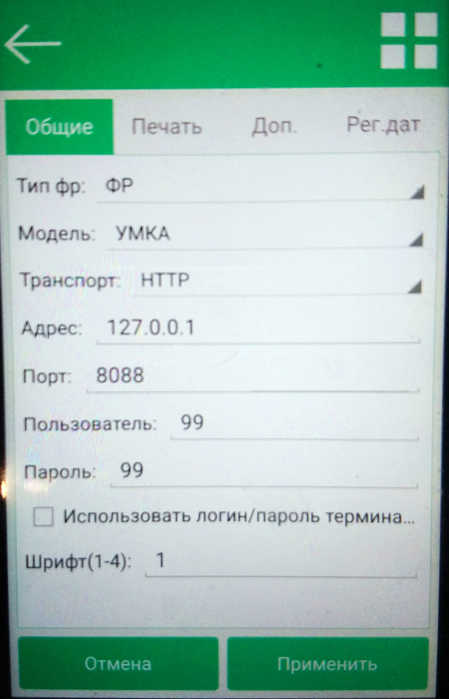 Общие Печать Доп. Рег.дат
Тип фр: ФР
Модель: УМКА
Транспорт: HTTP
Адрес: 127.0.0.1
Порт: 8088
Пользователь: 99
Пароль: 99
Использовать логин/пароль термина...
Шрифт(1-4): 1
Отмена Применить